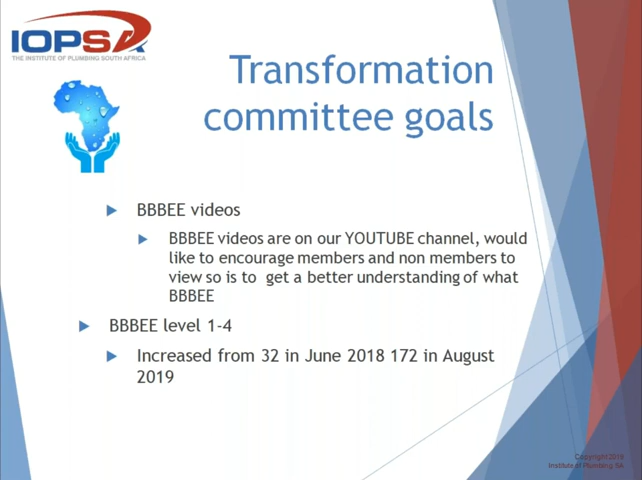 IOPSA
THE INSTITUTE OF PLUMBING SOUTH AFRICA
Transformation
committee goals
BBBEE videos
BBBEE videos are on our YOUTUBE channel, would
like to encourage members and non members to
view so is to get a better understanding of what
BBBEE
BBBEE level 1-4
Increased from 32 in June 2018 172 in August
2019
Copyright2019
Institute of Plumbing SA